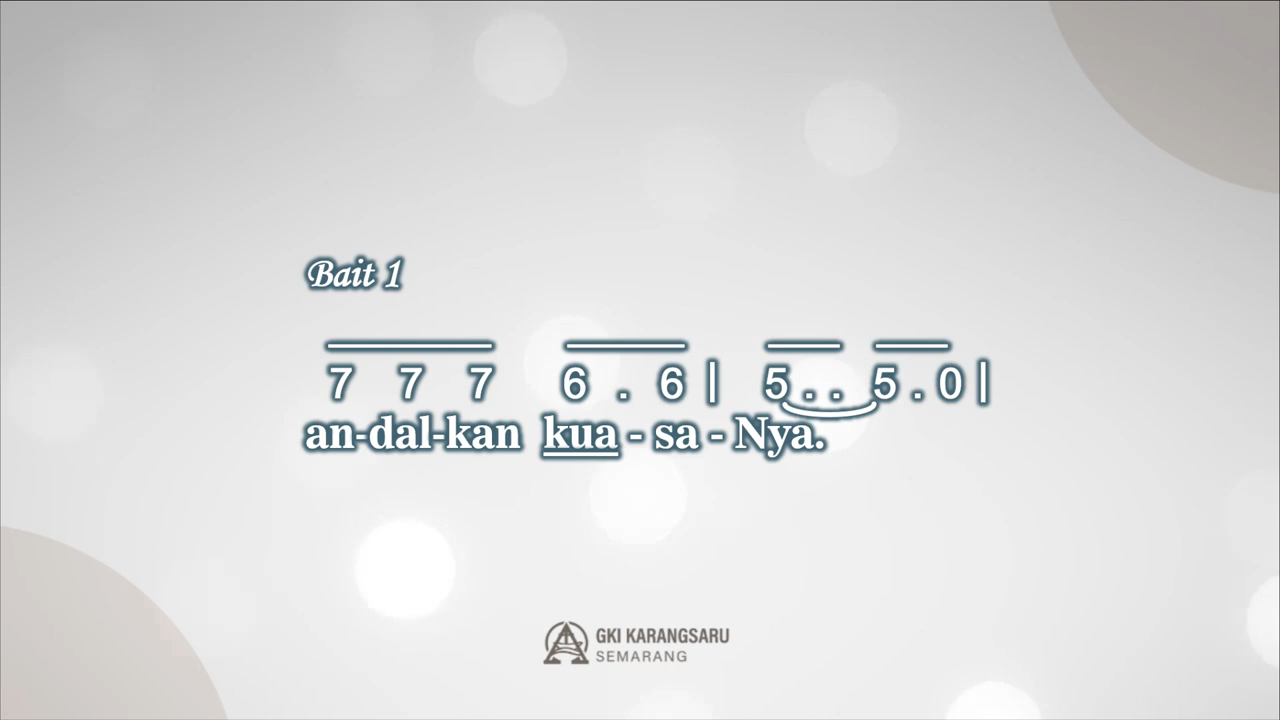 Bait 1
7 7 7 6 . 6 | 5 . . 5 . 0 |
an-dal-kan kua - sa - Nya.
GKI KARANGSARU
SEMARANG